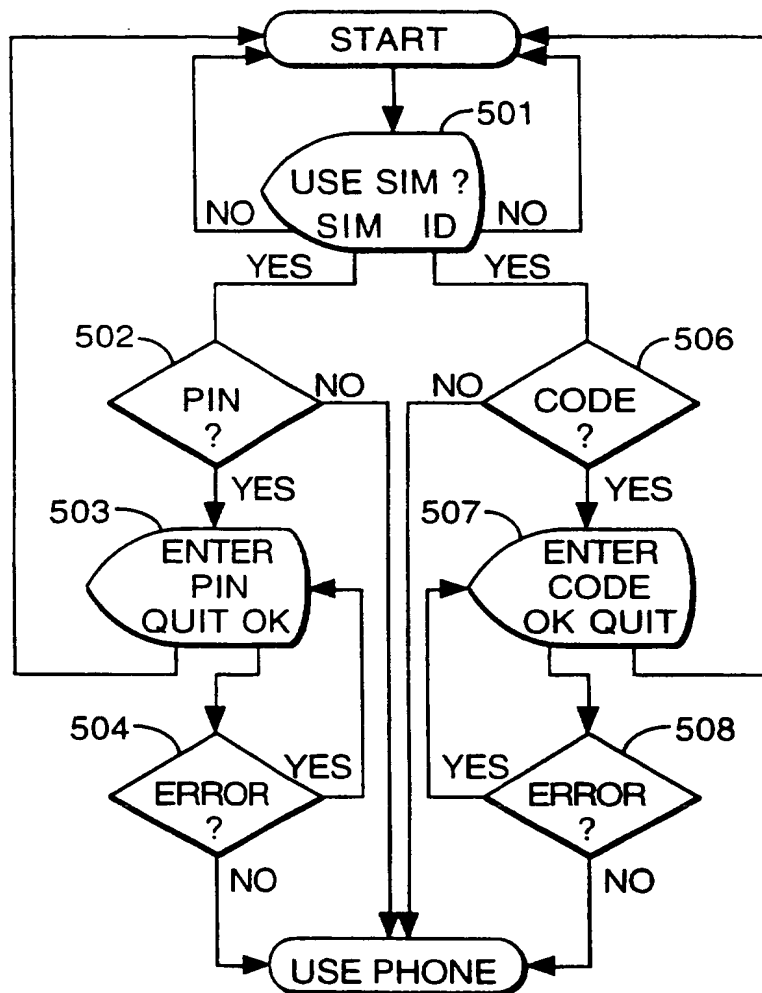 START
501
USE SIM ?
NO
SIM ID
NO
YES
YES
502
506
PIN
?
NO
NO
CODE
?
YES
YES
503
507
ENTER
PIN
QUIT OK
ENTER
CODE
OK QUIT
504
508
ERROR
?
YES
YES
ERROR
?
NO
NO
USE PHONE